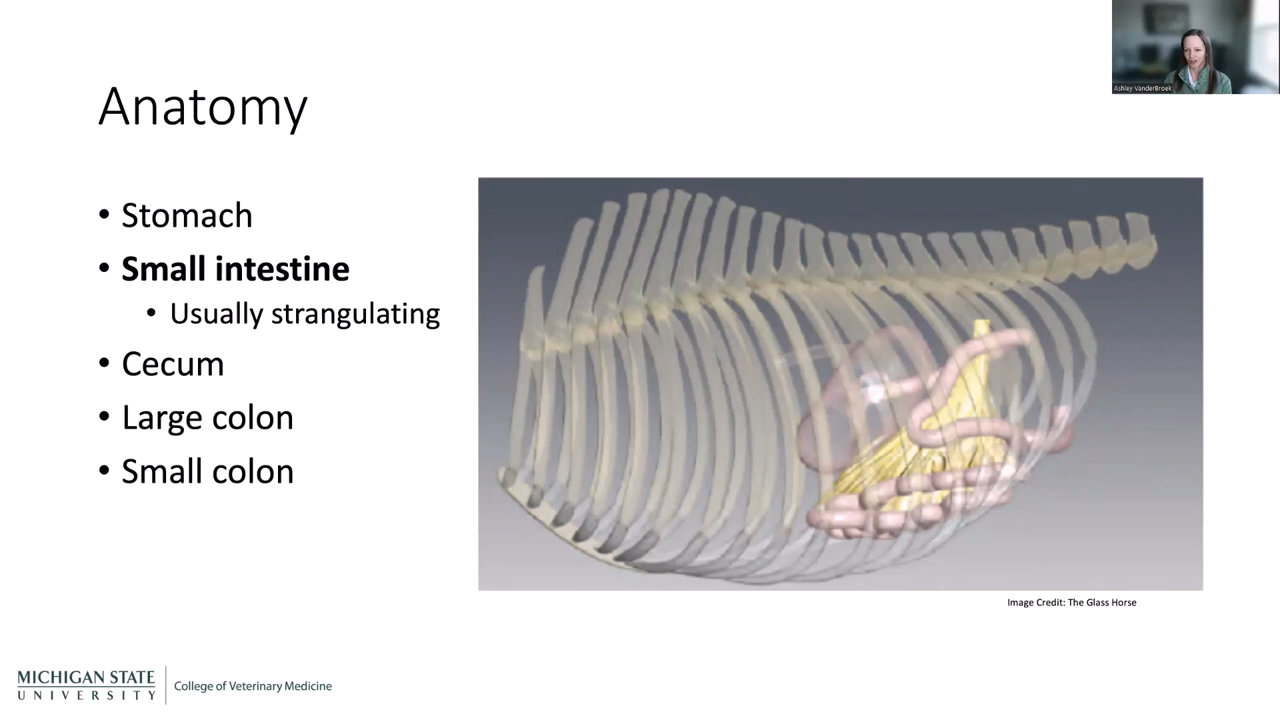 Ashley VanderBroek
Anatomy
• Stomach
• Small intestine
• Usually strangulating
• Cecum
• Large colon
• Small colon
Image Credit: The Glass Horse
MICHIGAN STATE
UNIVERSITY
College of Veterinary Medicine